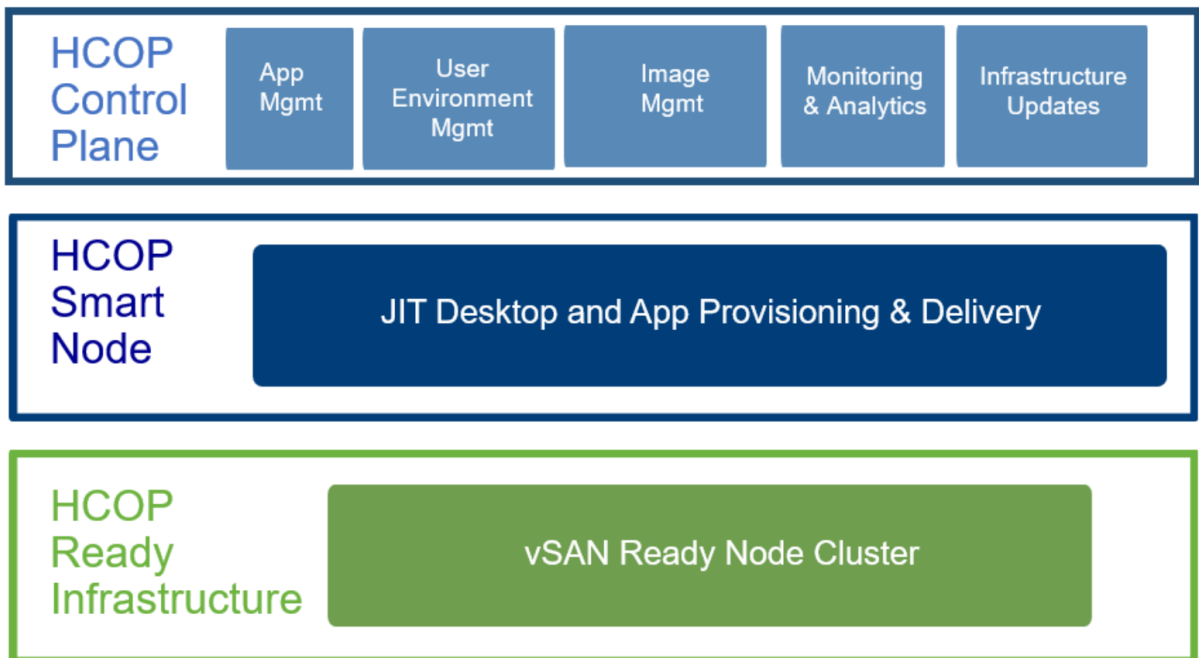 HCOP
Control
Plane
App
Mgmt
User
Environment
Mgmt
Image
Mgmt
Monitoring
& Analytics
Infrastructure
Updates
HCOP
Smart
Node
JIT Desktop and App Provisioning & Delivery
HCOP
Ready
Infrastructure
vSAN Ready Node Cluster